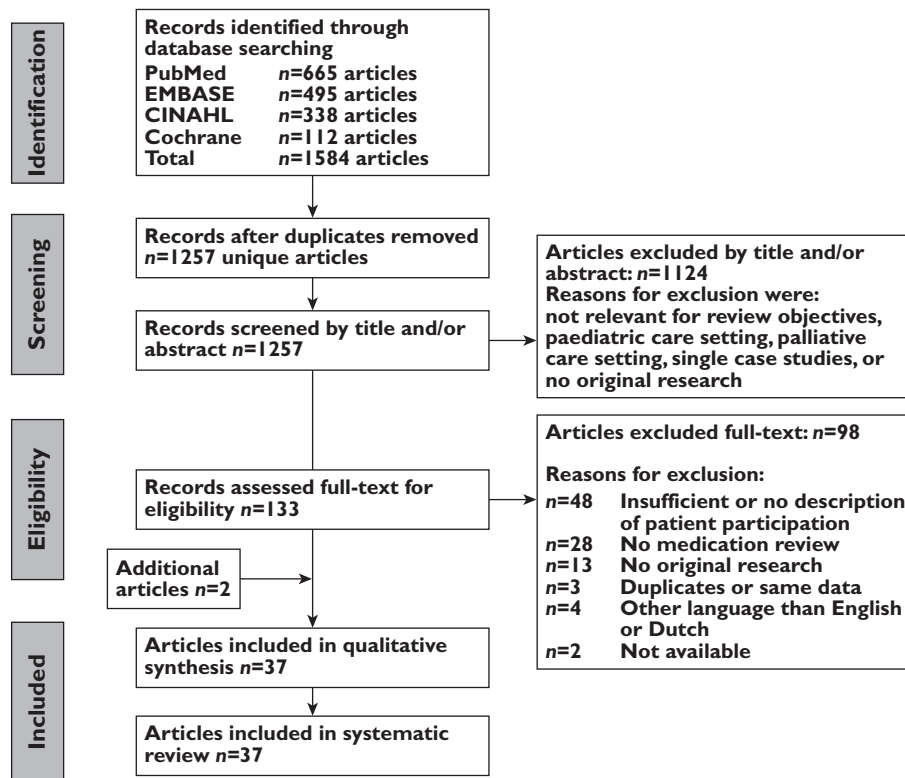 Identification
Records identified through
database searching
PubMed n=665 articles
EMBASE n=495 articles
CINAHL n=338 articles
Cochrane n=112 articles
Total n=1584 articles
Screening
Records after duplicates removed
n=1257 unique articles
Records screened by title and/or
abstract n=1257
Articles excluded by title and/or
abstract: n=1124
Reasons for exclusion were:
not relevant for review objectives,
paediatric care setting, palliative
care setting, single case studies, or
no original research
Eligibility
Records assessed full-text for
eligibility n=133
Articles excluded full-text: n=98
Reasons for exclusion:
n=48 Insufficient or no description
of patient participation
n=28 No medication review
n=13 No original research
n=3 Duplicates or same data
n=4 Other language than English
or Dutch
n=2 Not available
Additional
articles n=2
Included
Articles included in qualitative
synthesis n=37
Articles included in systematic
review n=37